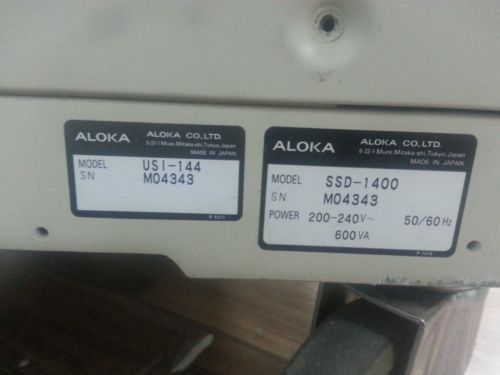 ALOKA ALOKA CO.,LTD.
6-22-1 Mure, Mitaka-shi, Tokyo, Japan
MADE IN JAPAN
MODEL USI-144
SN M04343
P-1217
ALOKA ALOKA CO.,LTD.
6-22-1 Mure, Mitaka-shi, Tokyo, Japan
MADE IN JAPAN
MODEL SSD-1400
SN M04343
POWER 200-240V~ 50/60Hz
600VA